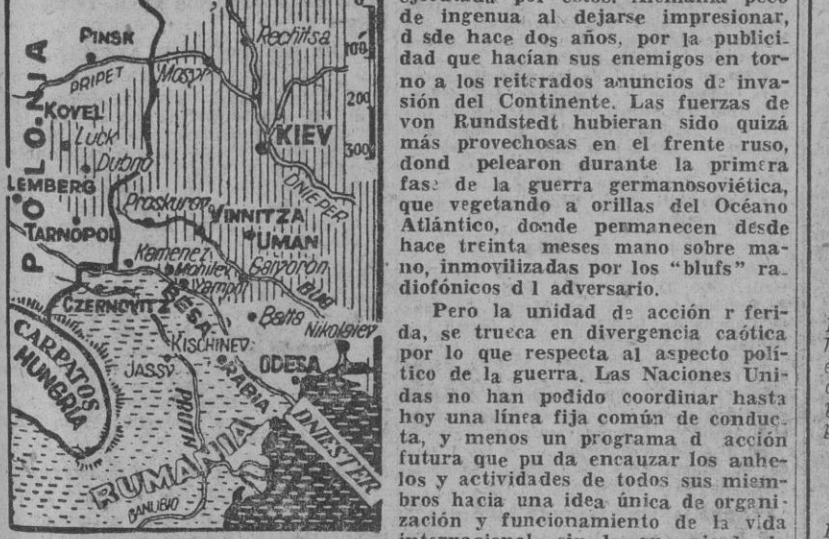 PINSK
Rechitsa
PRIPET
Mospr
100
KOVEL
200
Luck
KIEV
300
Dubno
DNIEPER
LEMBERG
POLONIA
Proskurov
VINNITZA
TARNOPOL
UMAN
Kamenez
Mohilev
Gaivoron
Yampol
BUG
CZERNOVITZ
BESARABIA
Balta
Nikolaiev
CARPATOS
HUNGRIA
KISCHINEV
JASSY
ODESA
PRUTH
DNIESTER
RUMANIA
DANUBIO
de ingenua al dejarse impresionar,
d sde hace dos años, por la publici-
dad que hacían sus enemigos en tor-
no a los reiterados anuncios de inva-
sión del Continente. Las fuerzas de
von Rundstedt hubieran sido quizá
más provechosas en el frente ruso,
dond pelearon durante la primera
fase de la guerra germanosoviética,
que vegetando a orillas del Océano
Atlántico, donde permanecen desde
hace treinta meses mano sobre ma-
no, inmovilizadas por los "blufs" ra-
diofónicos d l adversario.
Pero la unidad de acción r feri-
da, se trueca en divergencia caótica
por lo que respecta al aspecto polí-
tico de la guerra. Las Naciones Uni-
das no han podido coordinar hasta
hoy una línea fija común de conduc-
ta, y menos un programa d acción
futura que pu da encauzar los anhe-
los y actividades de todos sus miem-
bros hacia una idea única de organi-
zación y funcionamiento de la vida